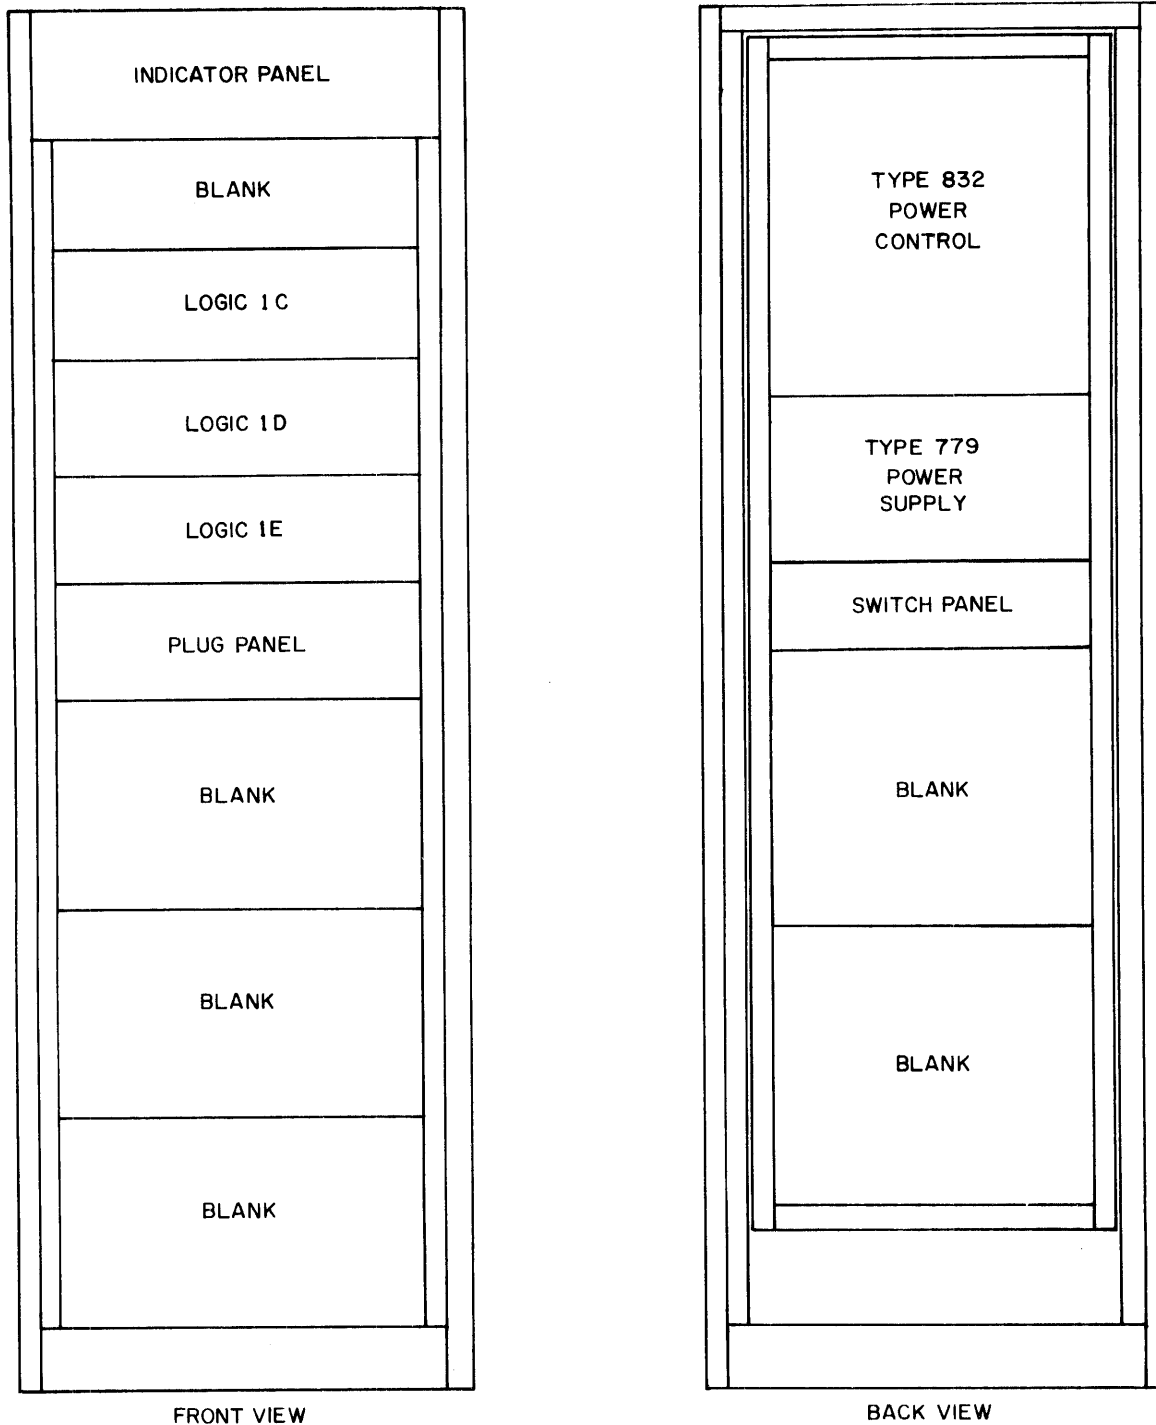 INDICATOR PANEL
BLANK
LOGIC 1C
LOGIC 1D
LOGIC 1E
PLUG PANEL
BLANK
BLANK
BLANK
FRONT VIEW
TYPE 832
POWER
CONTROL
TYPE 779
POWER
SUPPLY
SWITCH PANEL
BLANK
BLANK
BACK VIEW